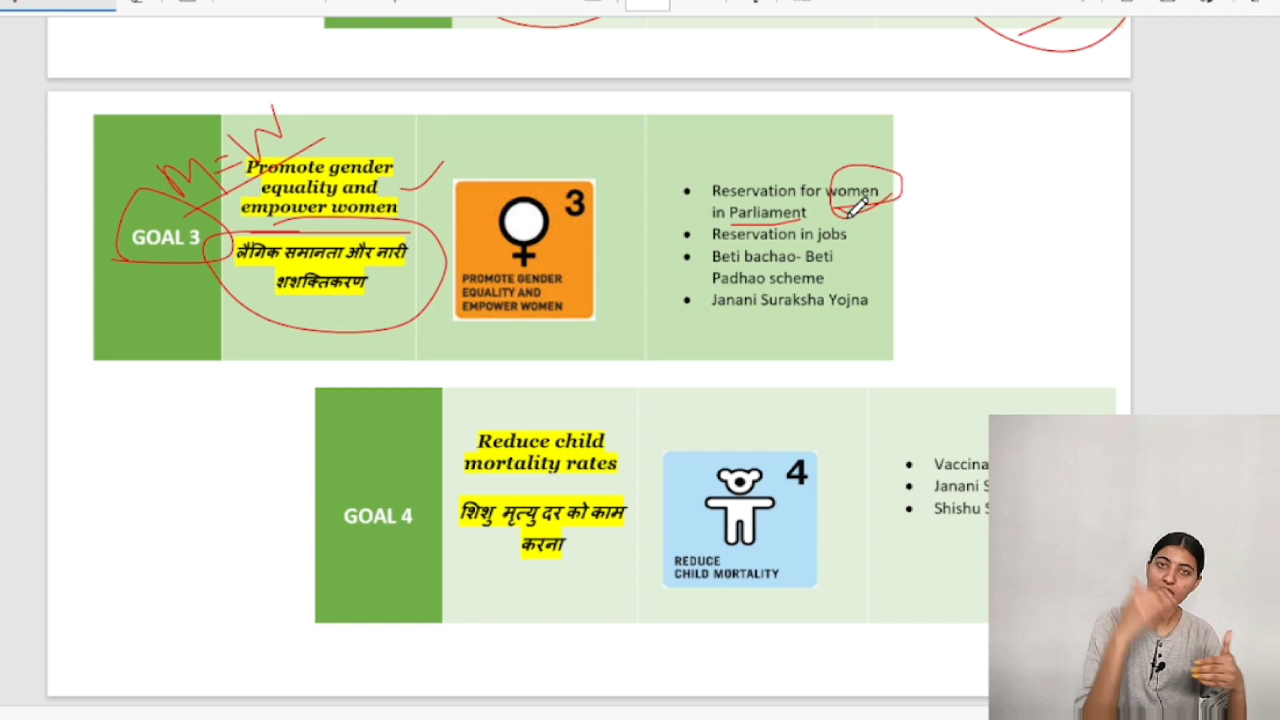 M = W
GOAL 3
Promote gender
equality and
empower women
लैंगिक समानता और नारी
शशक्तिकरण
3
PROMOTE GENDER
EQUALITY AND
EMPOWER WOMEN
Reservation for women
in Parliament
Reservation in jobs
Beti bachao- Beti
Padhao scheme
Janani Suraksha Yojna
GOAL 4
Reduce child
mortality rates
शिशु मृत्यु दर को काम
करना
4
REDUCE
CHILD MORTALITY
Vaccina
Janani S
Shishu S